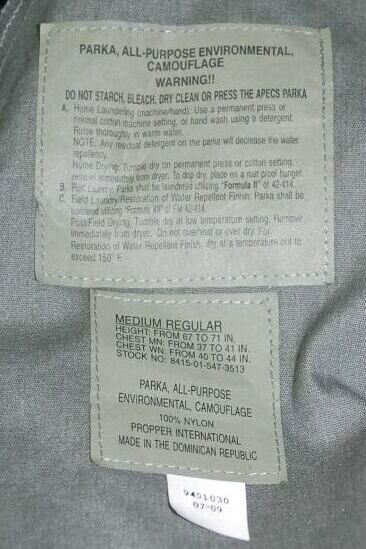 PARKA, ALL-PURPOSE ENVIRONMENTAL,
CAMOUFLAGE
WARNING!!
DO NOT STARCH, BLEACH, DRY CLEAN OR PRESS THE APECS PARKA
A. Home Laundering (machine/hand): Use a permanent press or
normal cotton machine setting, or hand wash using a detergent.
Rinse thoroughly in warm water.
NOTE: Any residual detergent on the parka will decrease the water
repellency.
Home Drying: Tumble dry on permanent press or cotton setting,
remove immediately from dryer. To drip dry, place on a rust proof hanger.
B. Post Laundry: Parka shall be laundered utilizing "Formula II" of 42-414.
C. Field Laundry/Restoration of Water Repellent Finish: Parka shall be
laundered utilizing "Formula XIII" of FM 42-414.
Post/Field Drying: Tumble dry at low temperature setting. Remove
immediately from dryer. Do not overheat or over dry. For
Restoration of Water Repellent Finish, dry at a temperature not to
exceed 150° F.
MEDIUM REGULAR
HEIGHT: FROM 67 TO 71 IN.
CHEST MN: FROM 37 TO 41 IN.
CHEST WN: FROM 40 TO 44 IN.
STOCK NO: 8415-01-547-3513
PARKA, ALL-PURPOSE
ENVIRONMENTAL, CAMOUFLAGE
100% NYLON
PROPPER INTERNATIONAL
MADE IN THE DOMINICAN REPUBLIC
9451030
07-09